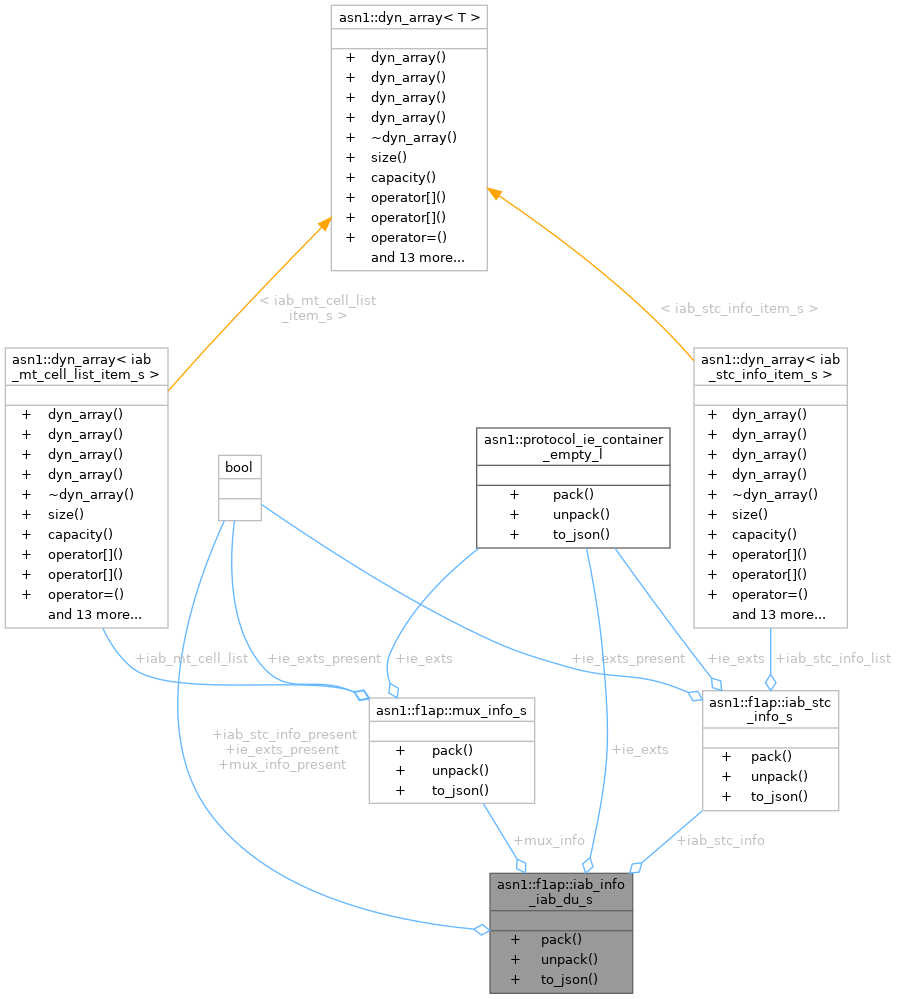 asn1::dyn_array< T >
+ dyn_array()
+ dyn_array()
+ dyn_array()
+ dyn_array()
+ ~dyn_array()
+ size()
+ capacity()
+ operator[]()
+ operator[]()
+ operator=()
and 13 more...
< iab_mt_cell_list
_item_s >
< iab_stc_info_item_s >
asn1::dyn_array< iab
_mt_cell_list_item_s >
+ dyn_array()
+ dyn_array()
+ dyn_array()
+ dyn_array()
+ ~dyn_array()
+ size()
+ capacity()
+ operator[]()
+ operator[]()
+ operator=()
and 13 more...
bool
asn1::protocol_ie_container
_empty_l
+ pack()
+ unpack()
+ to_json()
asn1::dyn_array< iab
_stc_info_item_s >
+ dyn_array()
+ dyn_array()
+ dyn_array()
+ dyn_array()
+ ~dyn_array()
+ size()
+ capacity()
+ operator[]()
+ operator[]()
+ operator=()
and 13 more...
+iab_mt_cell_list
+ie_exts_present
+ie_exts
+ie_exts_present
+ie_exts
+iab_stc_info_list
+iab_stc_info_present
+ie_exts_present
+mux_info_present
asn1::f1ap::mux_info_s
+ pack()
+ unpack()
+ to_json()
+ie_exts
asn1::f1ap::iab_stc
_info_s
+ pack()
+ unpack()
+ to_json()
+mux_info
+iab_stc_info
asn1::f1ap::iab_info
_iab_du_s
+ pack()
+ unpack()
+ to_json()